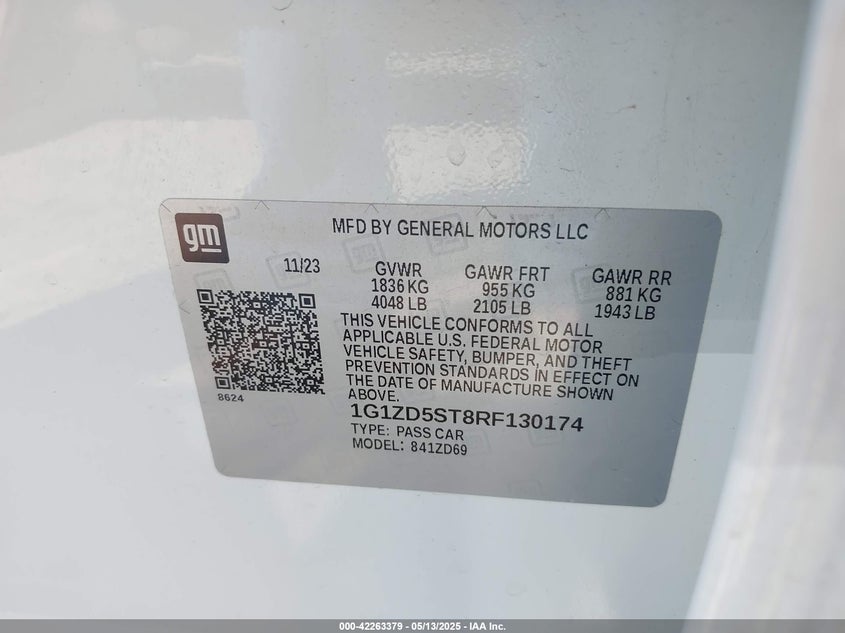 gm
MFD BY GENERAL MOTORS LLC
11/23 GVWR GAWR FRT GAWR RR
1836 KG 955 KG 881 KG
4048 LB 2105 LB 1943 LB
THIS VEHICLE CONFORMS TO ALL
APPLICABLE U.S. FEDERAL MOTOR
VEHICLE SAFETY, BUMPER, AND THEFT
PREVENTION STANDARDS IN EFFECT ON
THE DATE OF MANUFACTURE SHOWN
ABOVE.
8624
1G1ZD5ST8RF130174
TYPE: PASS CAR
MODEL: 841ZD69
000-42263379 - 05/13/2025 - IAA Inc.